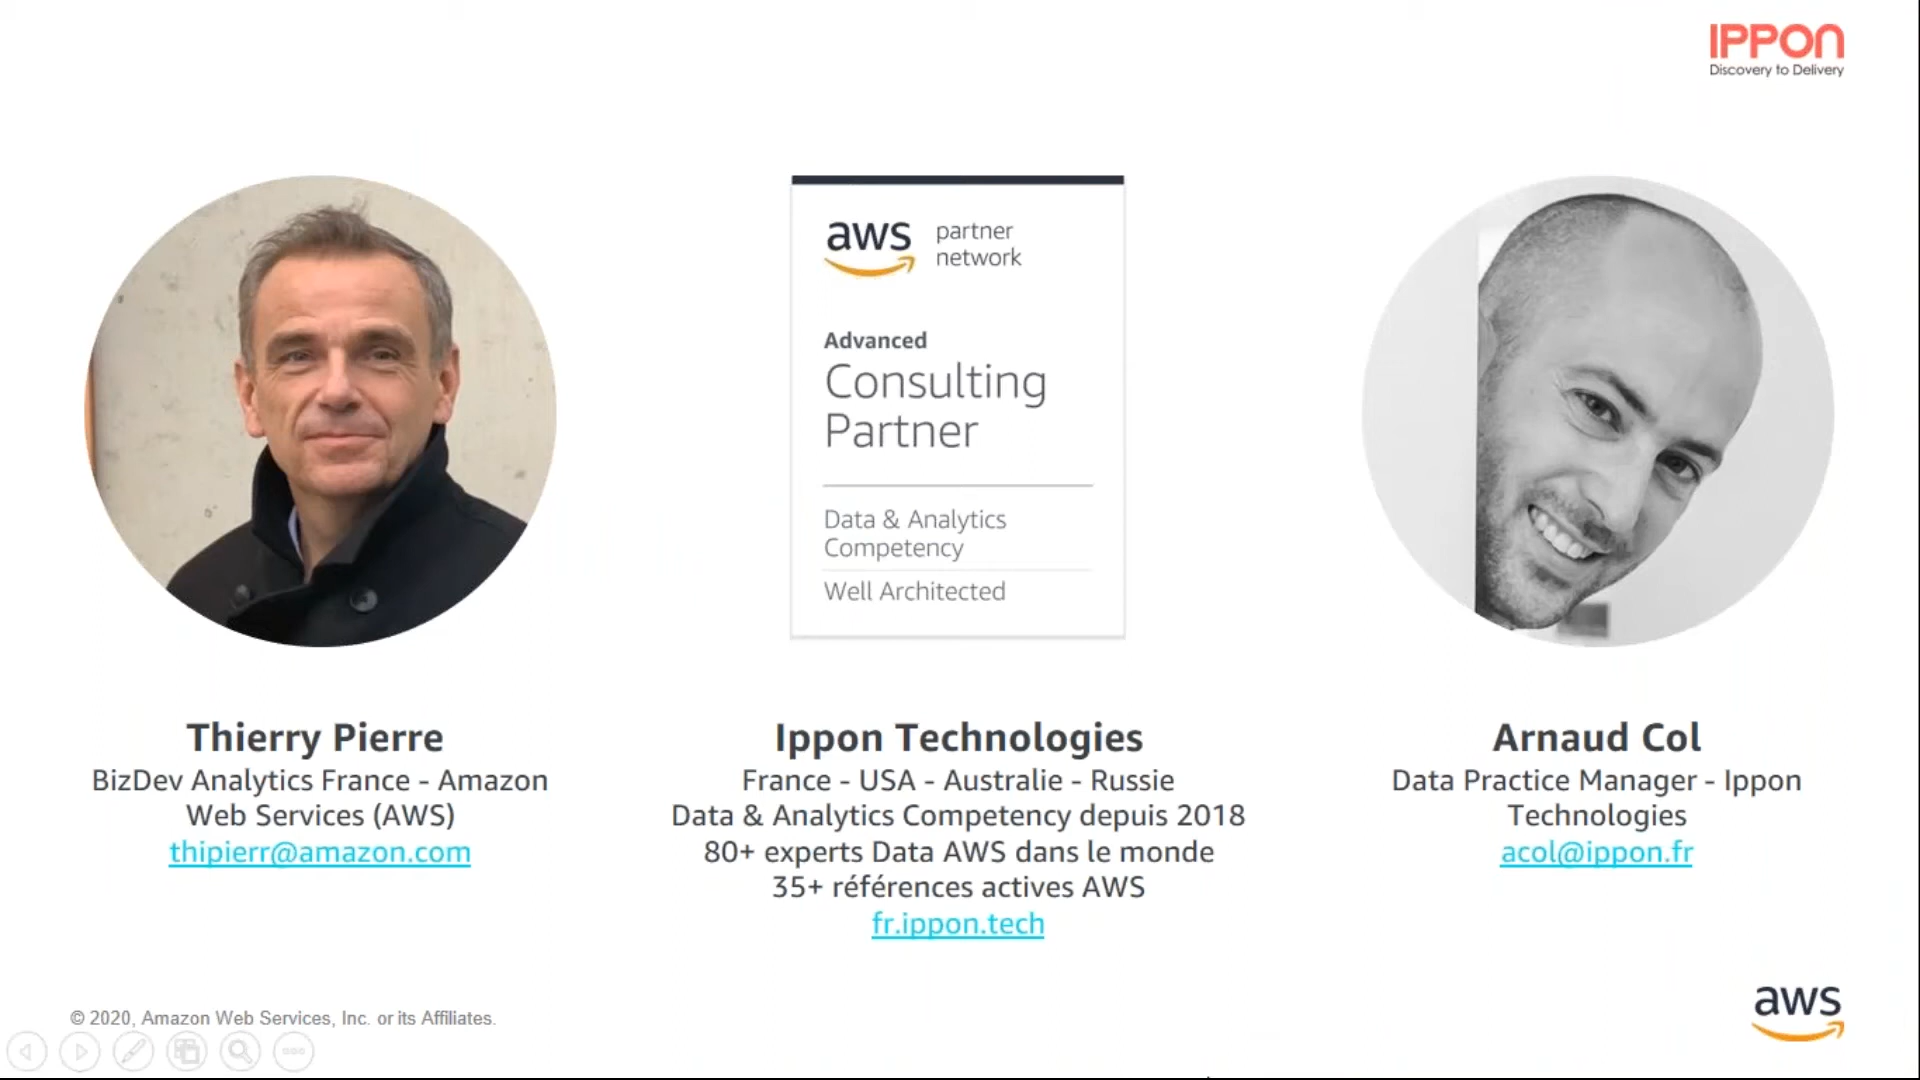 IPPON
Discovery to Delivery
aws
partner
network
Advanced
Consulting
Partner
Data & Analytics
Competency
Well Architected
Thierry Pierre
BizDev Analytics France - Amazon
Web Services (AWS)
thipierr@amazon.com
Ippon Technologies
France - USA - Australie - Russie
Data & Analytics Competency depuis 2018
80+ experts Data AWS dans le monde
35+ références actives AWS
fr.ippon.tech
Arnaud Col
Data Practice Manager - Ippon
Technologies
acol@ippon.fr
© 2020, Amazon Web Services, Inc. or its Affiliates.
aws